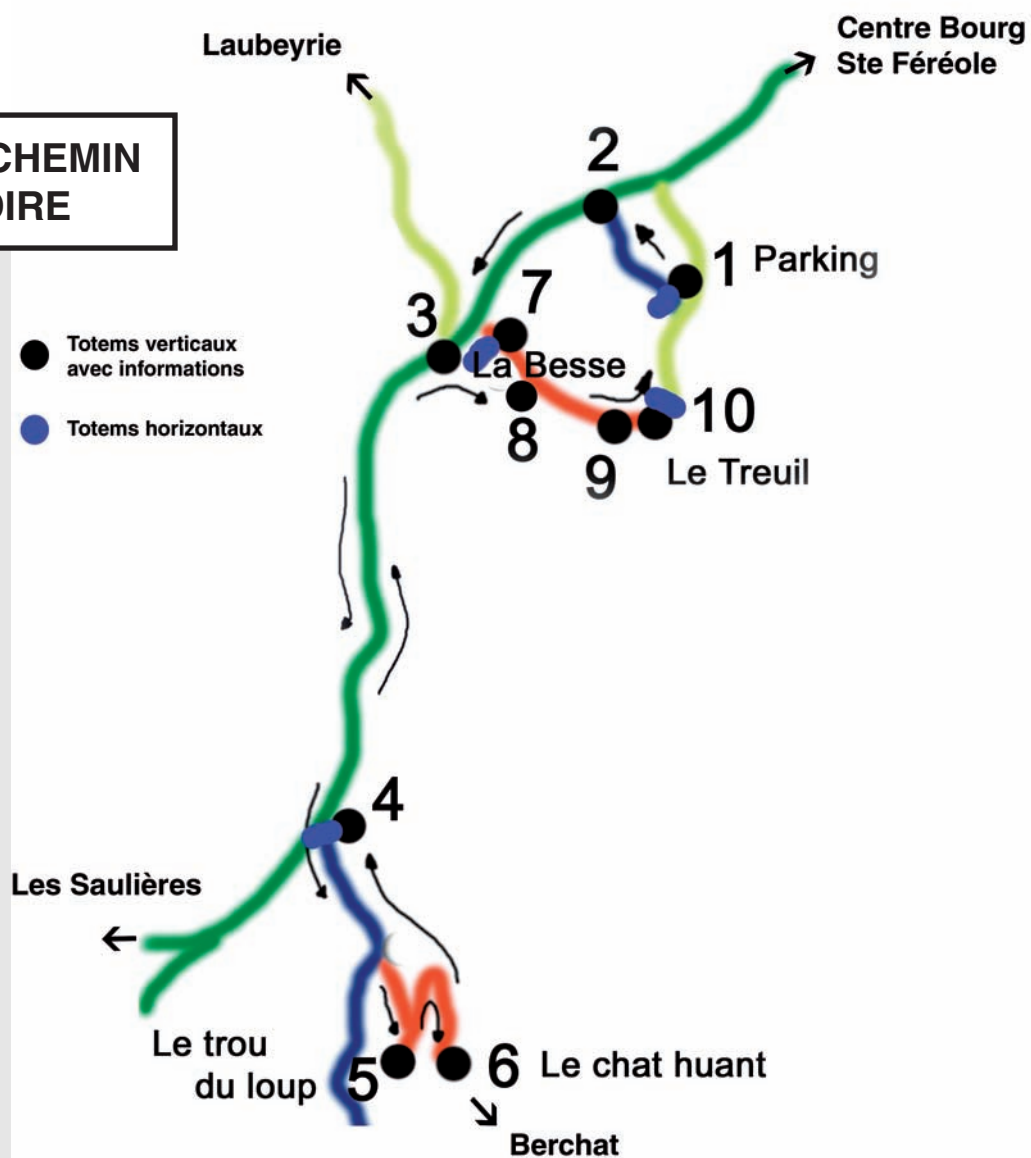 Laubeyrie
Centre Bourg
Ste Féréole
CHEMIN
OIRE
2
1 Parking
7
3
La Besse
Totems verticaux
avec informations
Totems horizontaux
8
9
10
Le Treuil
4
Les Saulières
Le trou
du loup
5
6 Le chat huant
Berchat